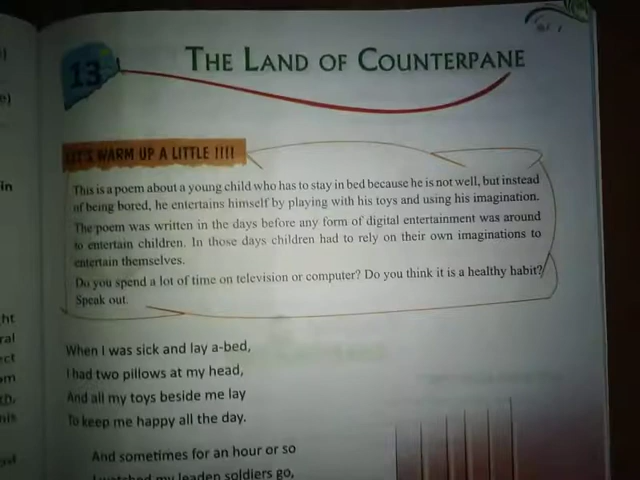 13
THE LAND OF COUNTERPANE
LET'S WARM UP A LITTLE !!!!
This is a poem about a young child who has to stay in bed because he is not well, but instead
of being bored, he entertains himself by playing with his toys and using his imagination.
The poem was written in the days before any form of digital entertainment was around
to entertain children. In those days children had to rely on their own imaginations to
entertain themselves.
Do you spend a lot of time on television or computer? Do you think it is a healthy habit?
Speak out.
When I was sick and lay a-bed,
I had two pillows at my head,
And all my toys beside me lay
To keep me happy all the day.
And sometimes for an hour or so
I watched my leaden soldiers go,